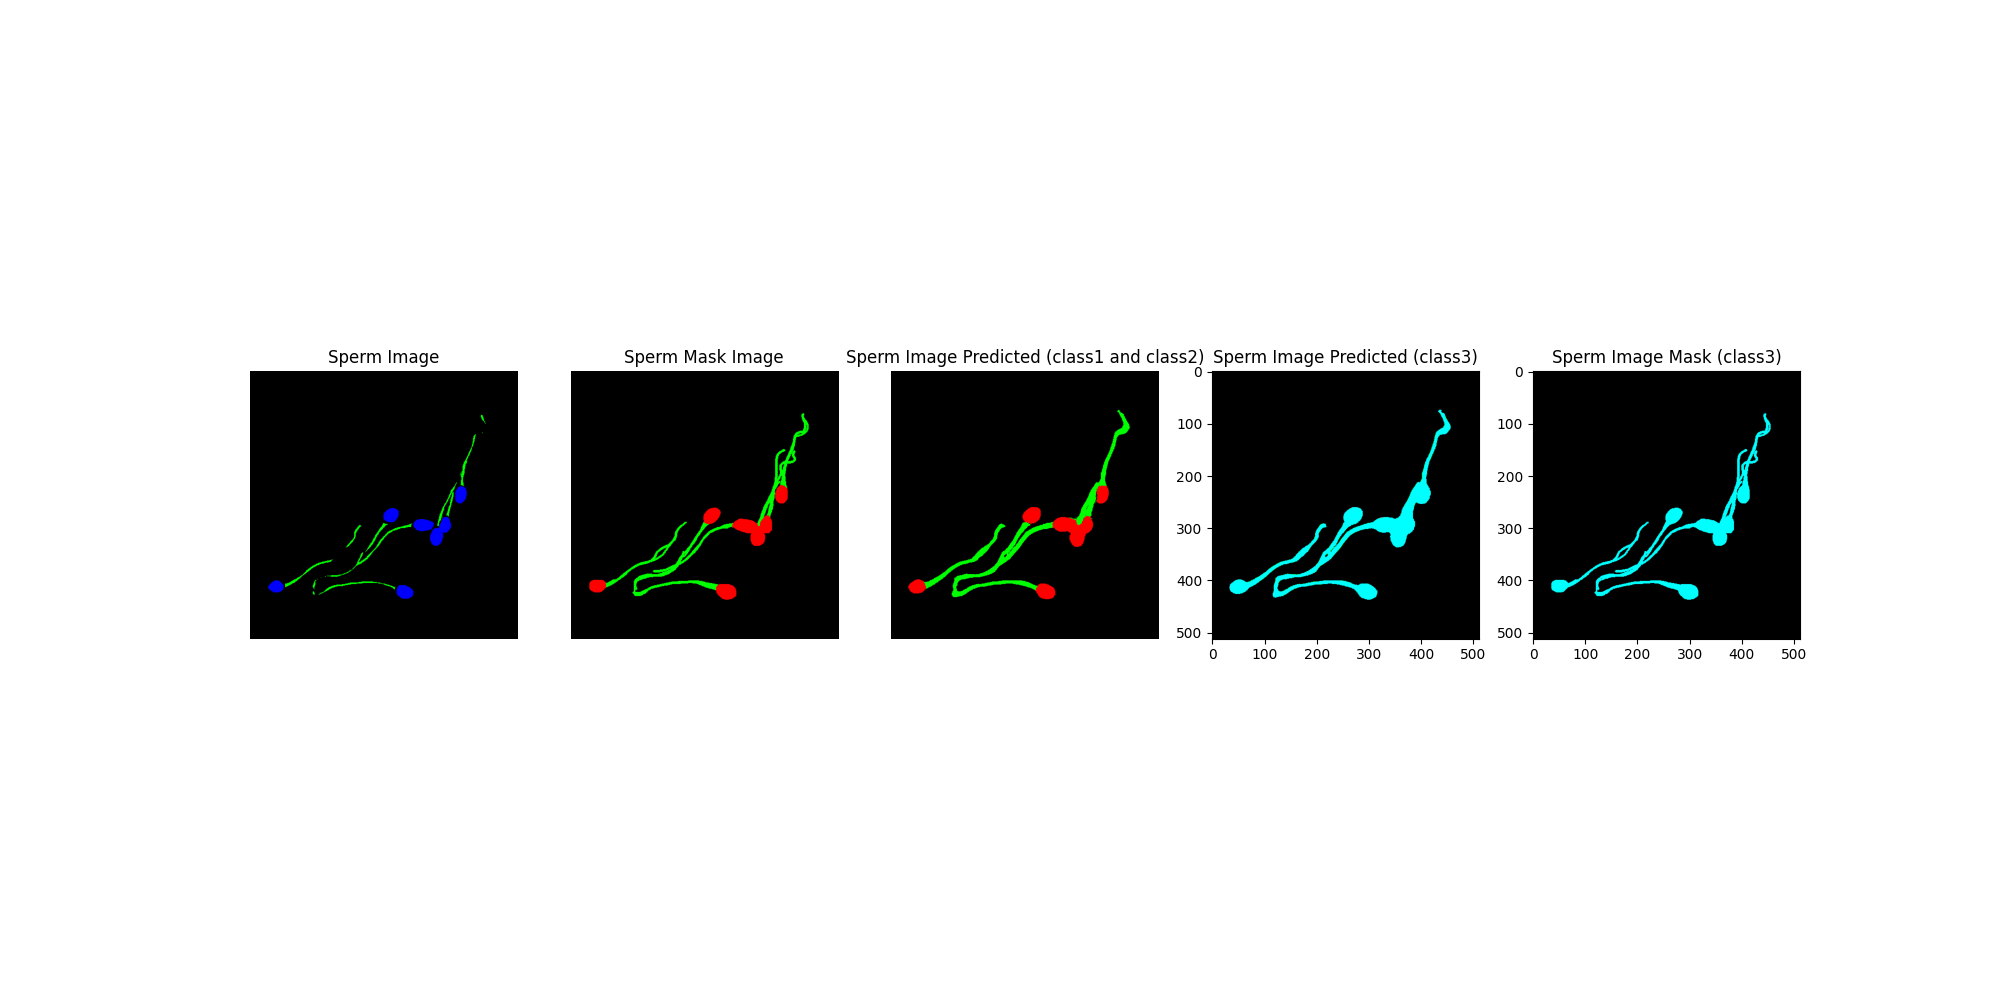 Sperm Image
Sperm Mask Image
Sperm Image Predicted (class1 and class2)
Sperm Image Predicted (class3)
Sperm Image Mask (class3)
0
100
200
300
400
500
0 100 200 300 400 500
0
100
200
300
400
500
0 100 200 300 400 500